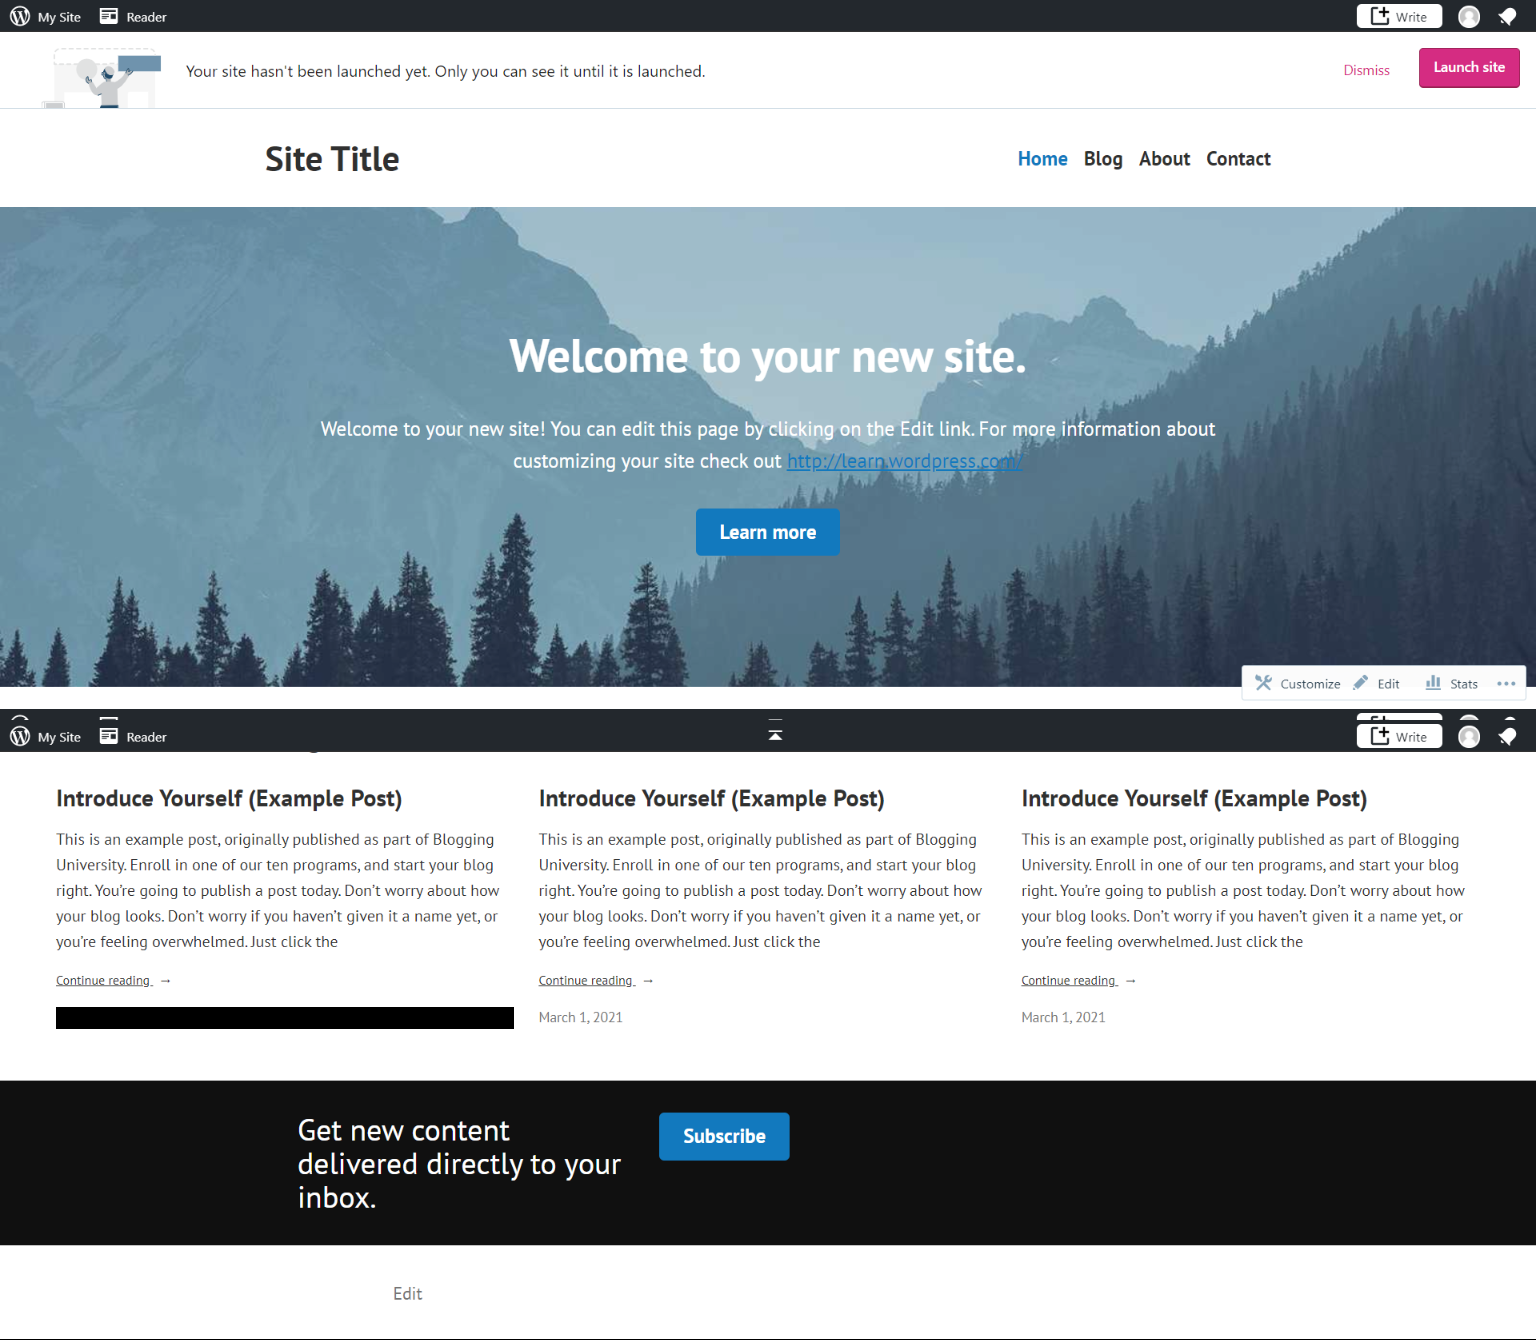 My Site Reader Write
Your site hasn't been launched yet. Only you can see it until it is launched. Dismiss Launch site
Site Title Home Blog About Contact
Welcome to your new site.
Welcome to your new site! You can edit this page by clicking on the Edit link. For more information about
customizing your site check out http://learn.wordpress.com/
Learn more
Customize Edit Stats
My Site Reader Write
Introduce Yourself (Example Post)
This is an example post, originally published as part of Blogging
University. Enroll in one of our ten programs, and start your blog
right. You're going to publish a post today. Don't worry about how
your blog looks. Don't worry if you haven't given it a name yet, or
you're feeling overwhelmed. Just click the
Continue reading →
Introduce Yourself (Example Post)
This is an example post, originally published as part of Blogging
University. Enroll in one of our ten programs, and start your blog
right. You're going to publish a post today. Don't worry about how
your blog looks. Don't worry if you haven't given it a name yet, or
you're feeling overwhelmed. Just click the
Continue reading →
March 1, 2021
Introduce Yourself (Example Post)
This is an example post, originally published as part of Blogging
University. Enroll in one of our ten programs, and start your blog
right. You're going to publish a post today. Don't worry about how
your blog looks. Don't worry if you haven't given it a name yet, or
you're feeling overwhelmed. Just click the
Continue reading →
March 1, 2021
Get new content
delivered directly to your
inbox.
Subscribe
Edit